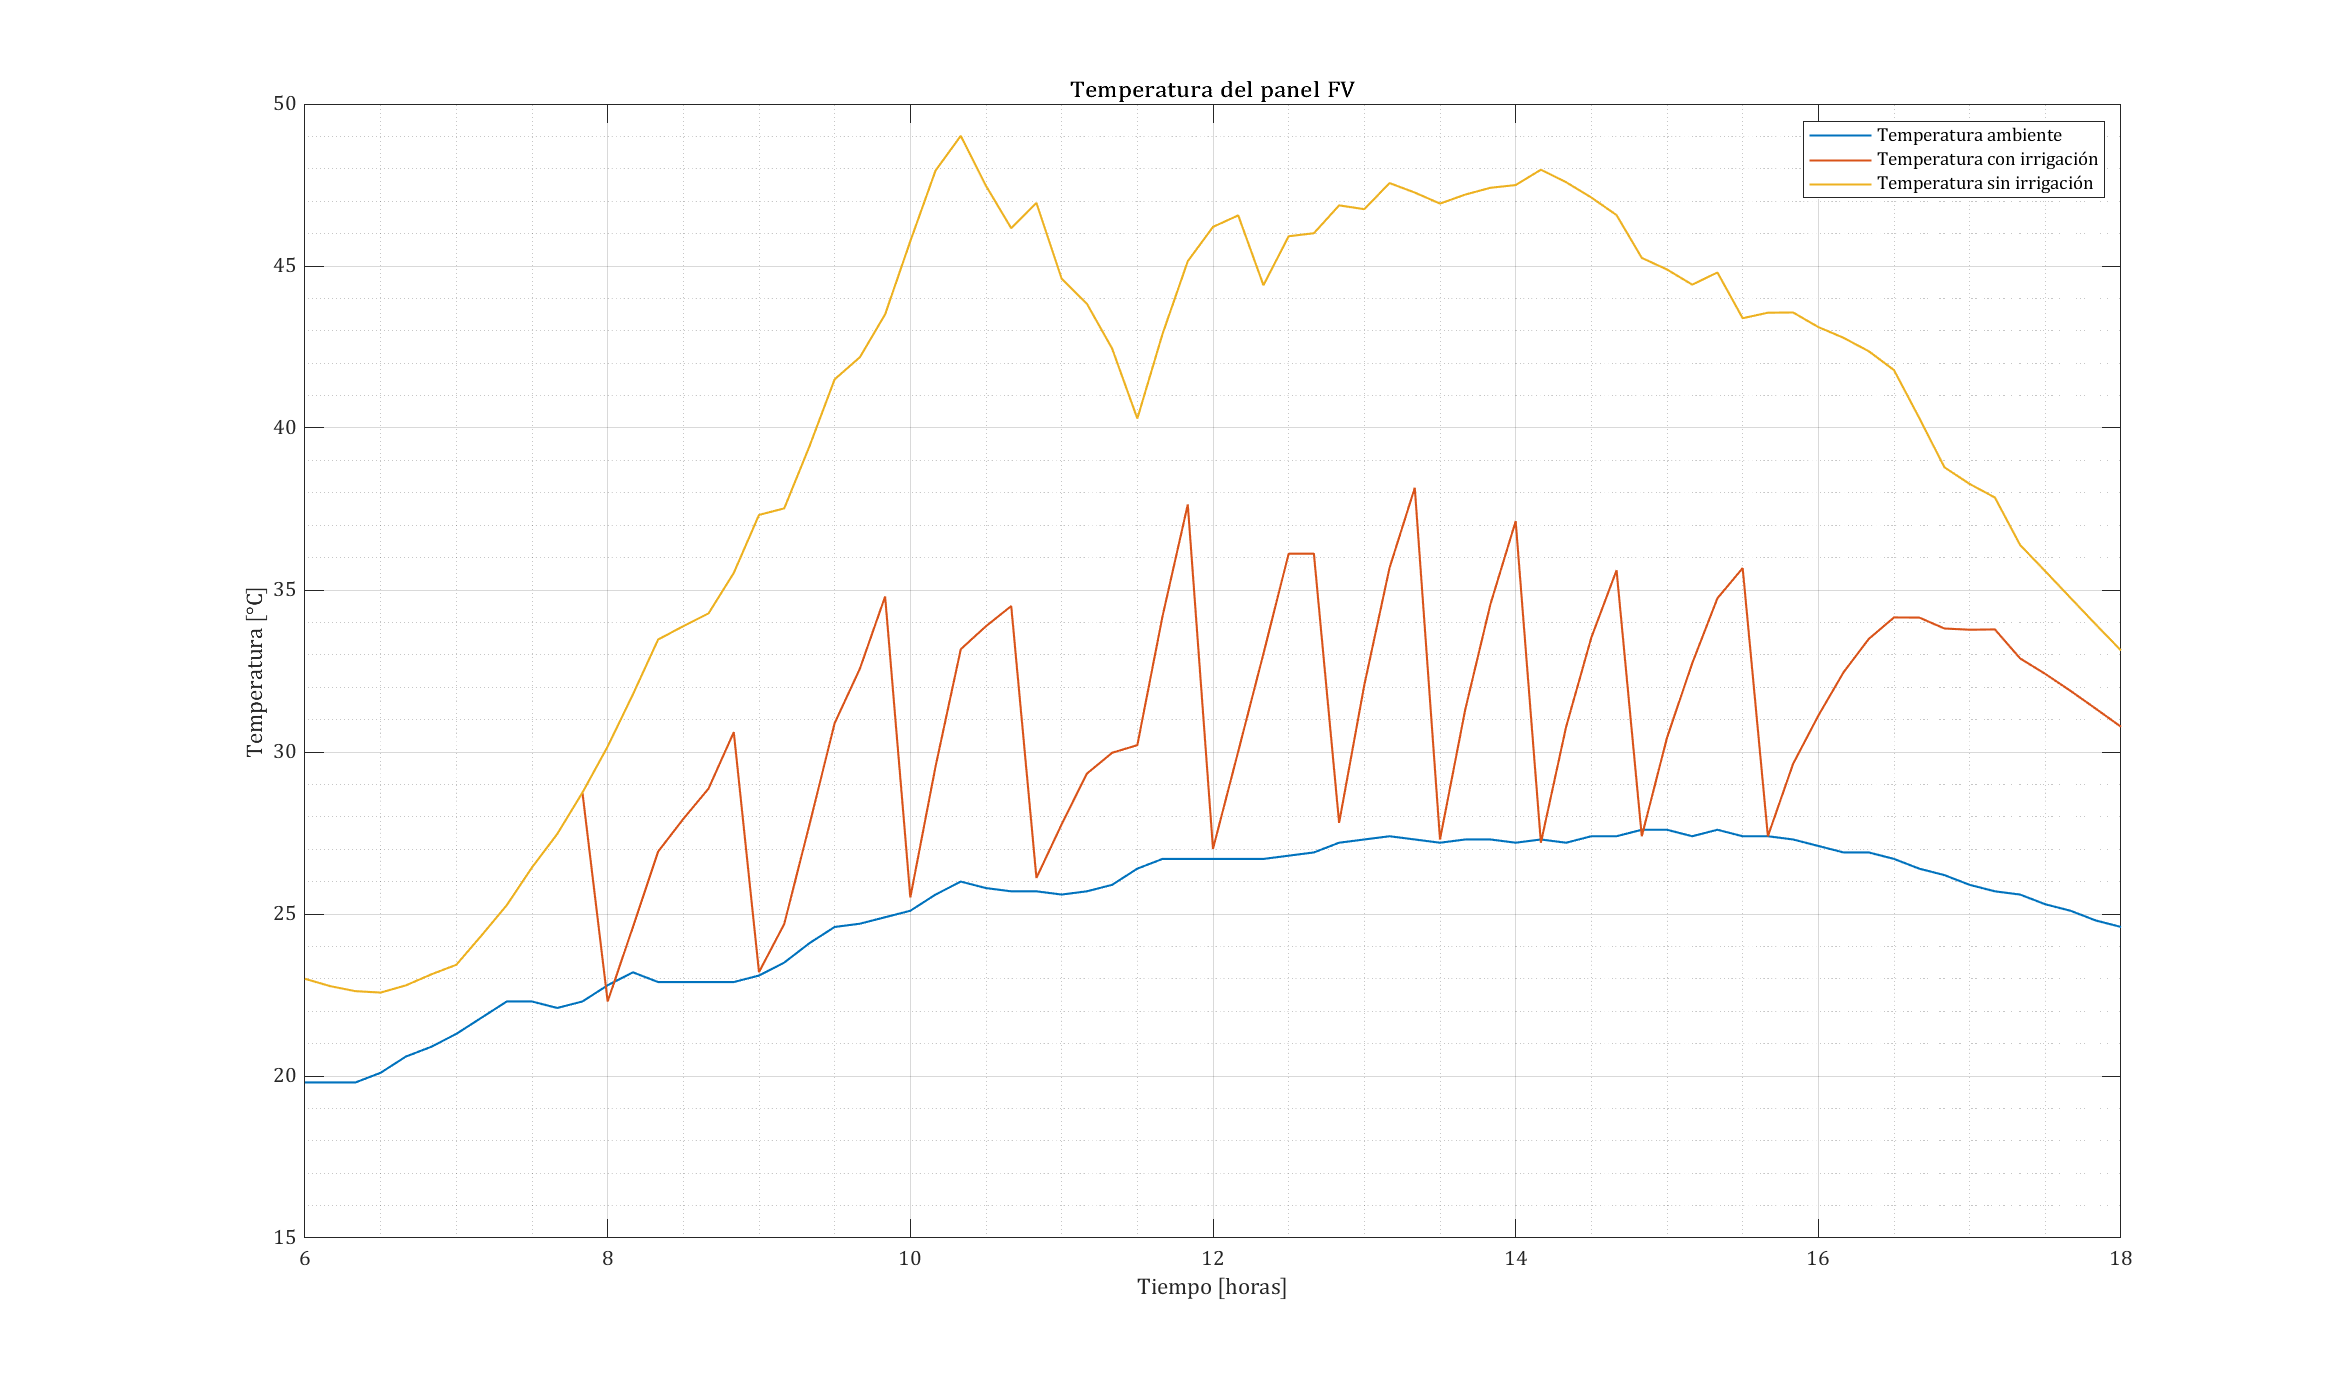 Temperatura del panel FV
Temperatura ambiente
Temperatura con irrigación
Temperatura sin irrigación
Temperatura [°C]
50
45
40
35
30
25
20
15
6 8 10 12 14 16 18
Tiempo [horas]